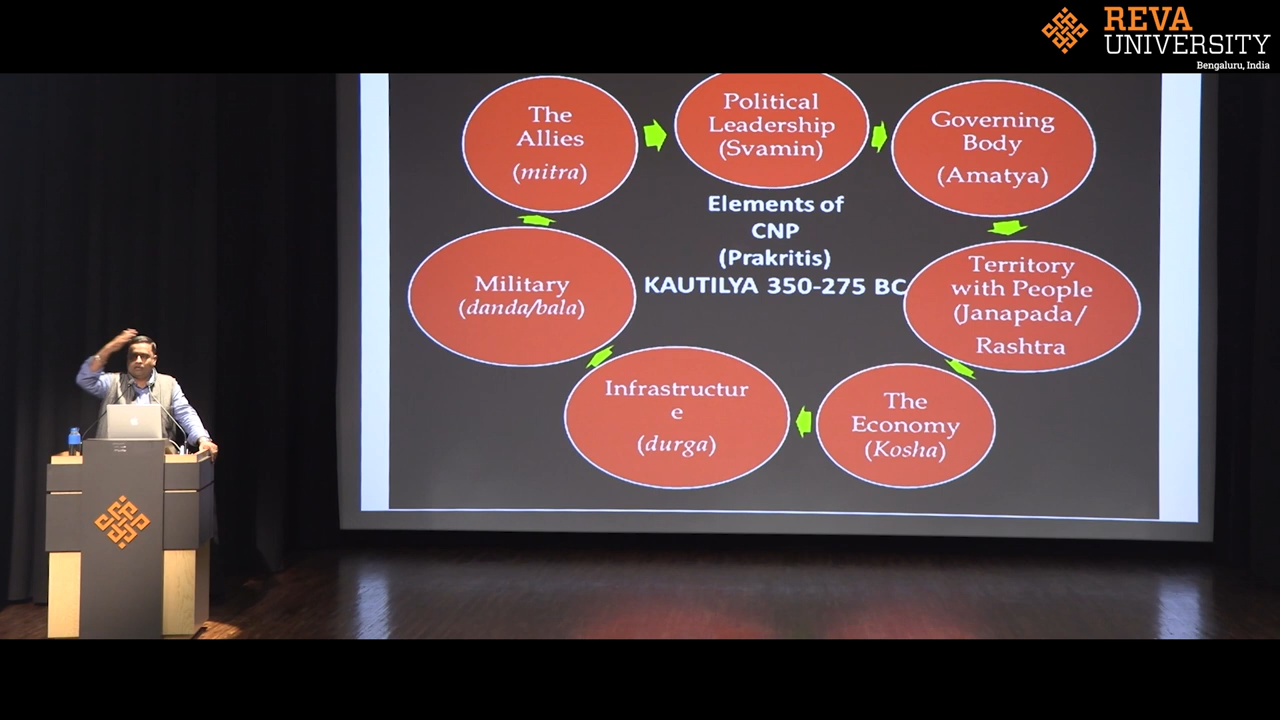 REVA
UNIVERSITY
Bengaluru, India
The
Allies
(mitra)
Political
Leadership
(Svamin)
Governing
Body
(Amatya)
Elements of
CNP
(Prakritis)
KAUTILYA 350-275 BC
Military
(danda/bala)
Territory
with People
(Janapada/
Rashtra
Infrastructur
e
(durga)
The
Economy
(Kosha)